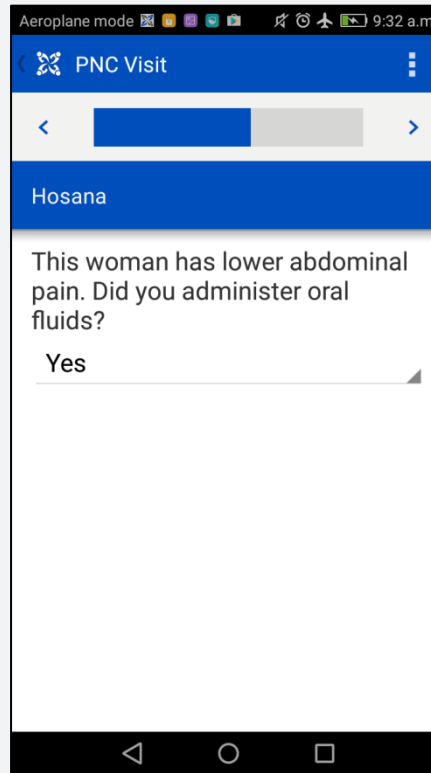 Aeroplane mode 9:32 a.m
PNC Visit
Hosana
This woman has lower abdominal
pain. Did you administer oral
fluids?
Yes